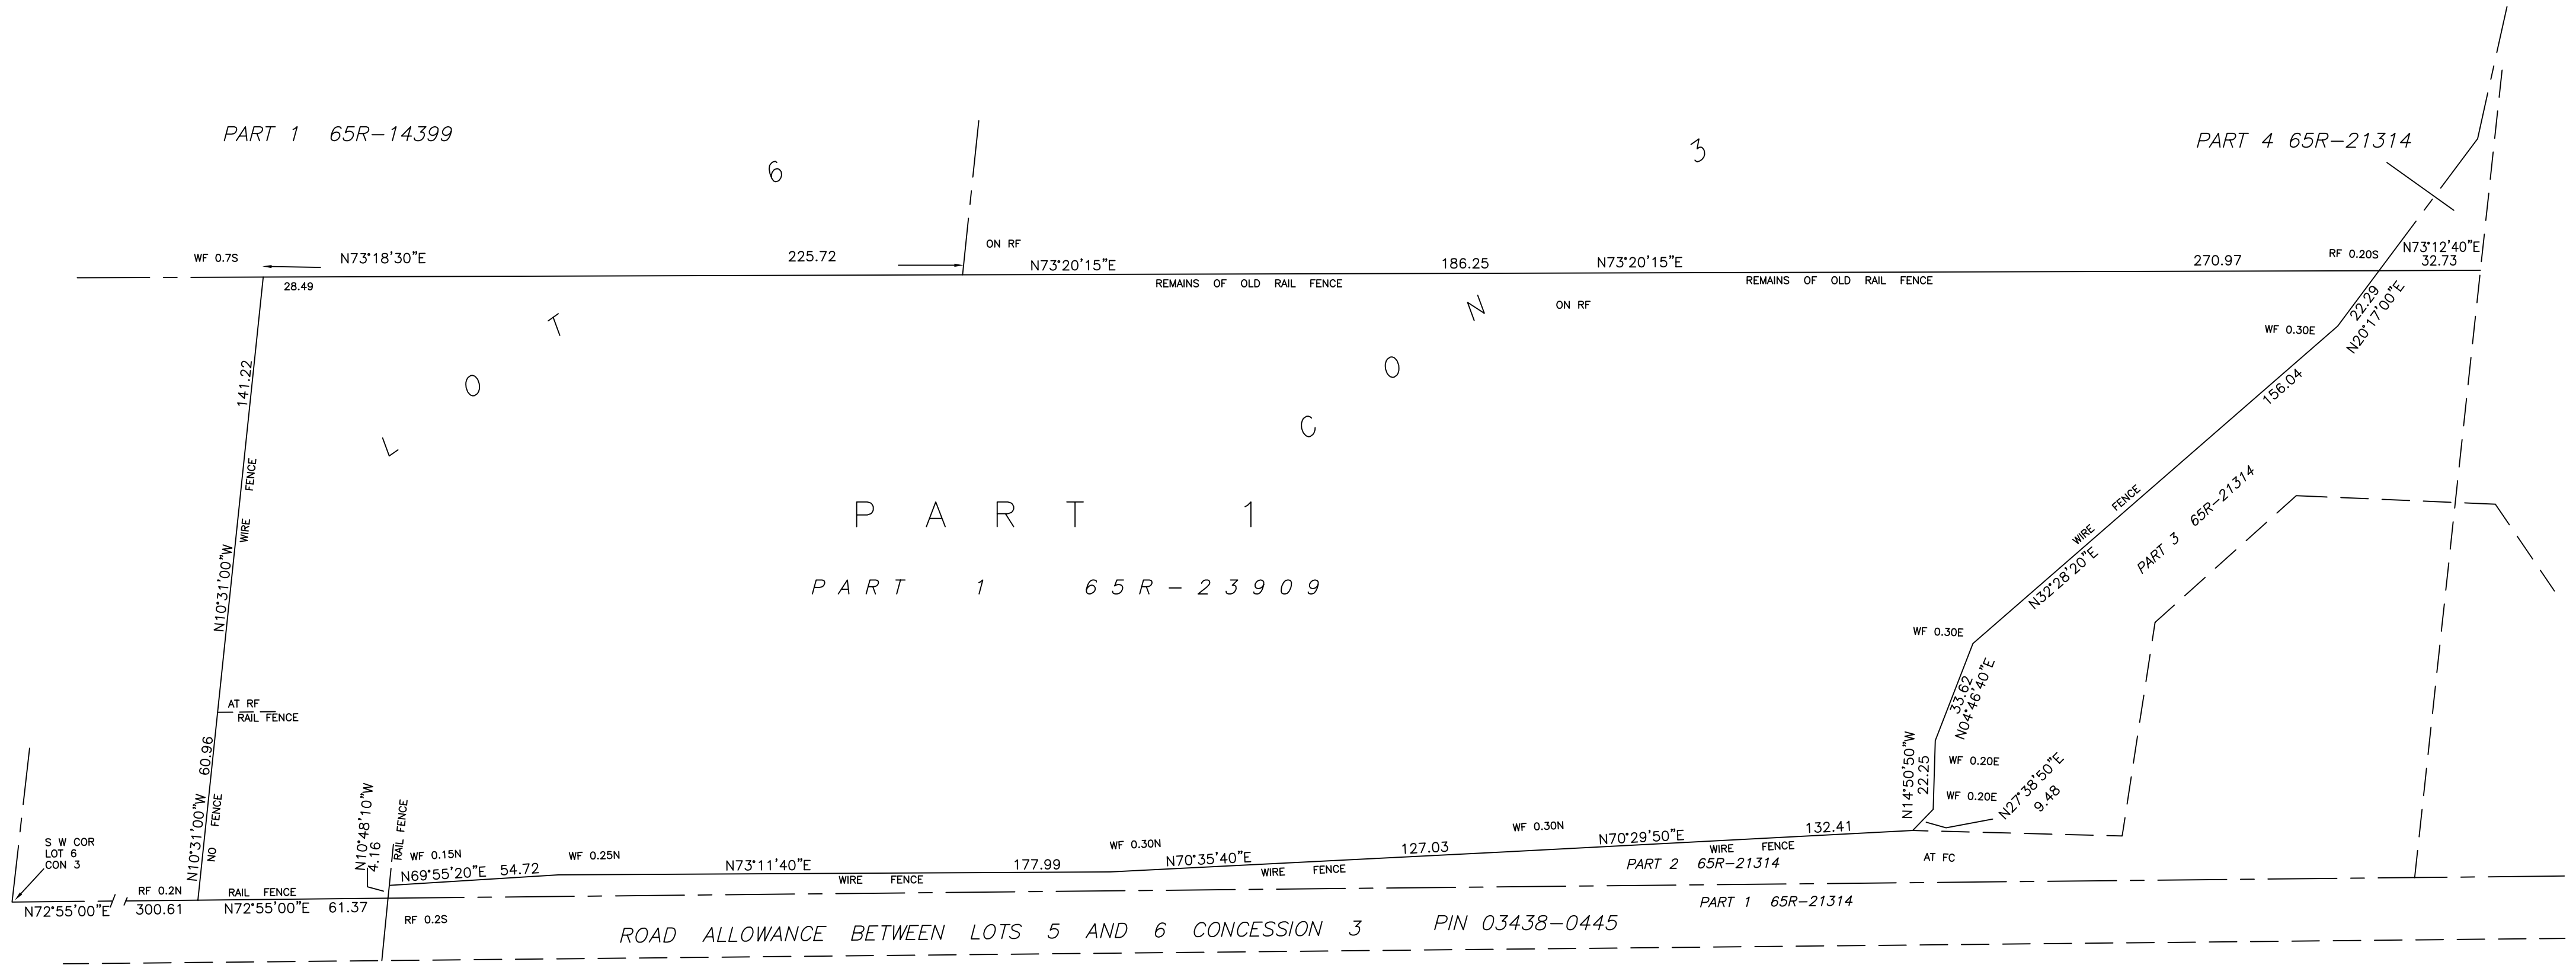 PART 1 65R-14399
6
3
PART 4 65R-21314
WF 0.7S
N73°18'30"E
225.72
ON RF
N73°20'15"E
186.25
N73°20'15"E
270.97
RF 0.20S
N73°12'40"E
32.73
28.49
REMAINS OF OLD RAIL FENCE
REMAINS OF OLD RAIL FENCE
ON RF
22.29
N20°17'00"E
WF 0.30E
L O T
C O N
141.22
WIRE FENCE
N10°31'00"W
156.04
WIRE FENCE
N32°28'20"E
PART 3 65R-21314
PART 1
PART 1 65R-23909
WF 0.30E
33.62
N04°46'40"E
AT RF
RAIL FENCE
60.96
N10°31'00"W
NO FENCE
N10°48'10"W
4.16
RAIL FENCE
N14°50'50"W
22.25
WF 0.20E
WF 0.20E
N27°38'50"E
9.48
S W COR
LOT 6
CON 3
WF 0.15N
N69°55'20"E
54.72
WF 0.25N
N73°11'40"E
177.99
WIRE FENCE
WF 0.30N
N70°35'40"E
127.03
WIRE FENCE
WF 0.30N
N70°29'50"E
132.41
WIRE FENCE
PART 2 65R-21314
AT FC
RF 0.2N
RAIL FENCE
N72°55'00"E
300.61
N72°55'00"E
61.37
RF 0.2S
PART 1 65R-21314
ROAD ALLOWANCE BETWEEN LOTS 5 AND 6 CONCESSION 3
PIN 03438-0445